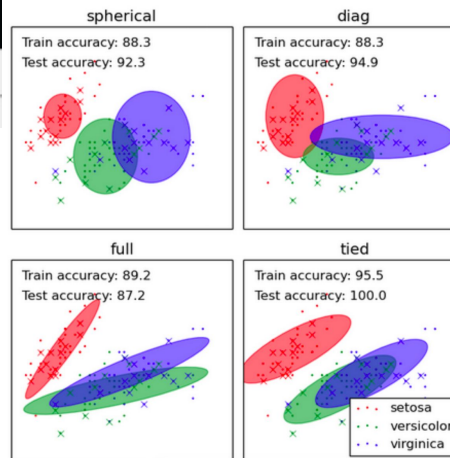 spherical
Train accuracy: 88.3
Test accuracy: 92.3
diag
Train accuracy: 88.3
Test accuracy: 94.9
full
Train accuracy: 89.2
Test accuracy: 87.2
tied
Train accuracy: 95.5
Test accuracy: 100.0
setosa
versicolor
virginica